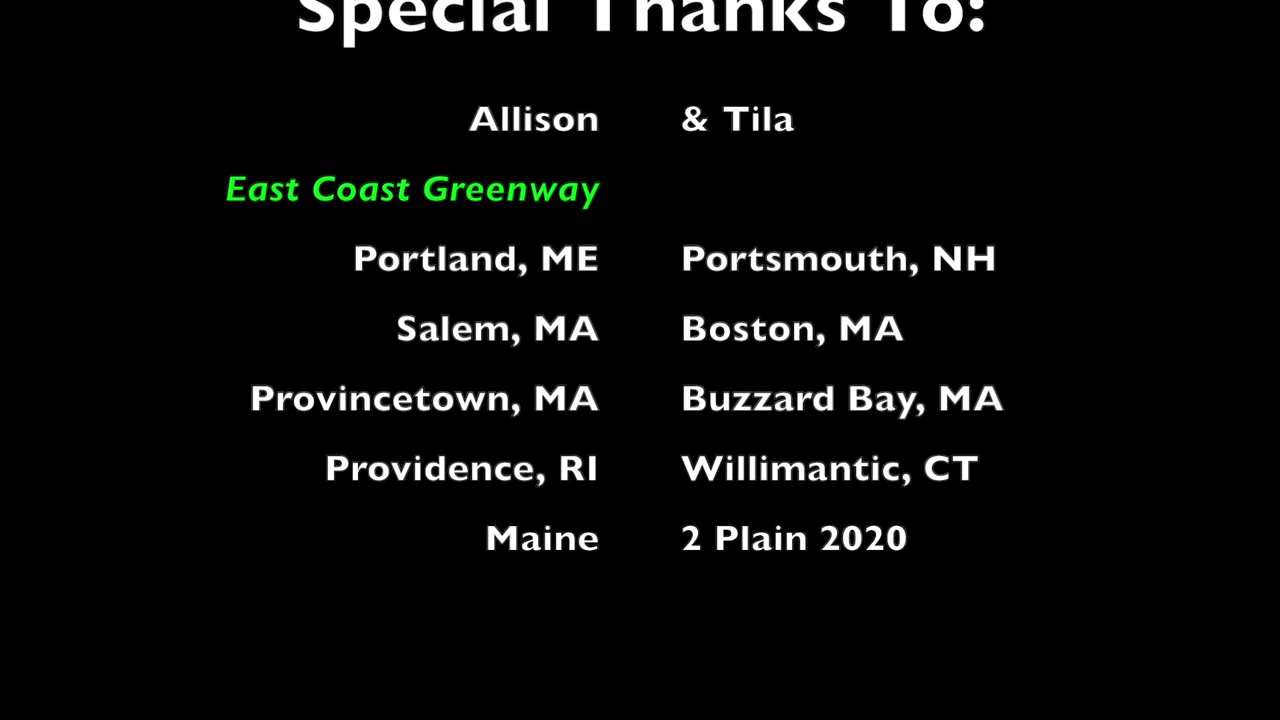 Special Thanks To:
Allison & Tila
East Coast Greenway
Portland, ME Portsmouth, NH
Salem, MA Boston, MA
Provincetown, MA Buzzard Bay, MA
Providence, RI Willimantic, CT
Maine 2 Plain 2020